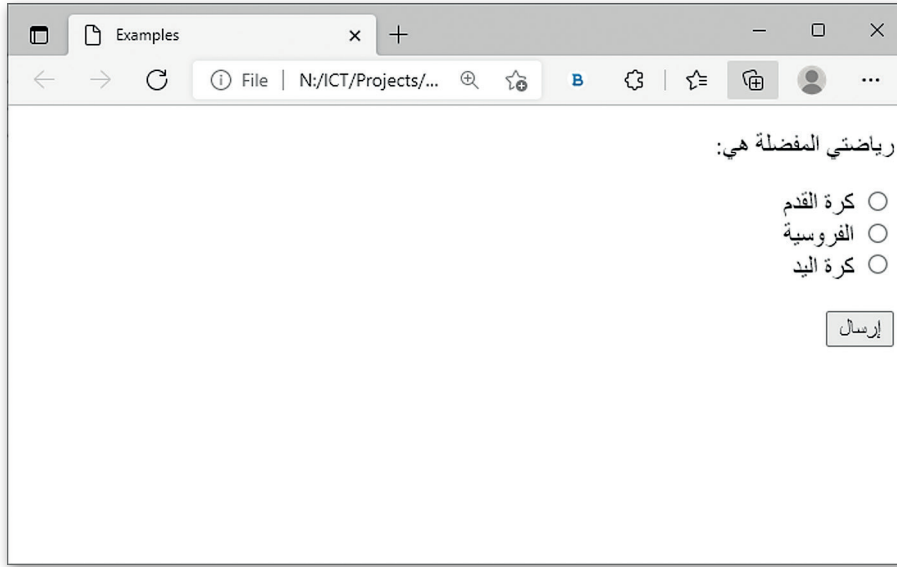 Examples
File | N:/ICT/Projects/...
رياضتي المفضلة هي:
كرة القدم
الفروسية
كرة اليد
إرسال